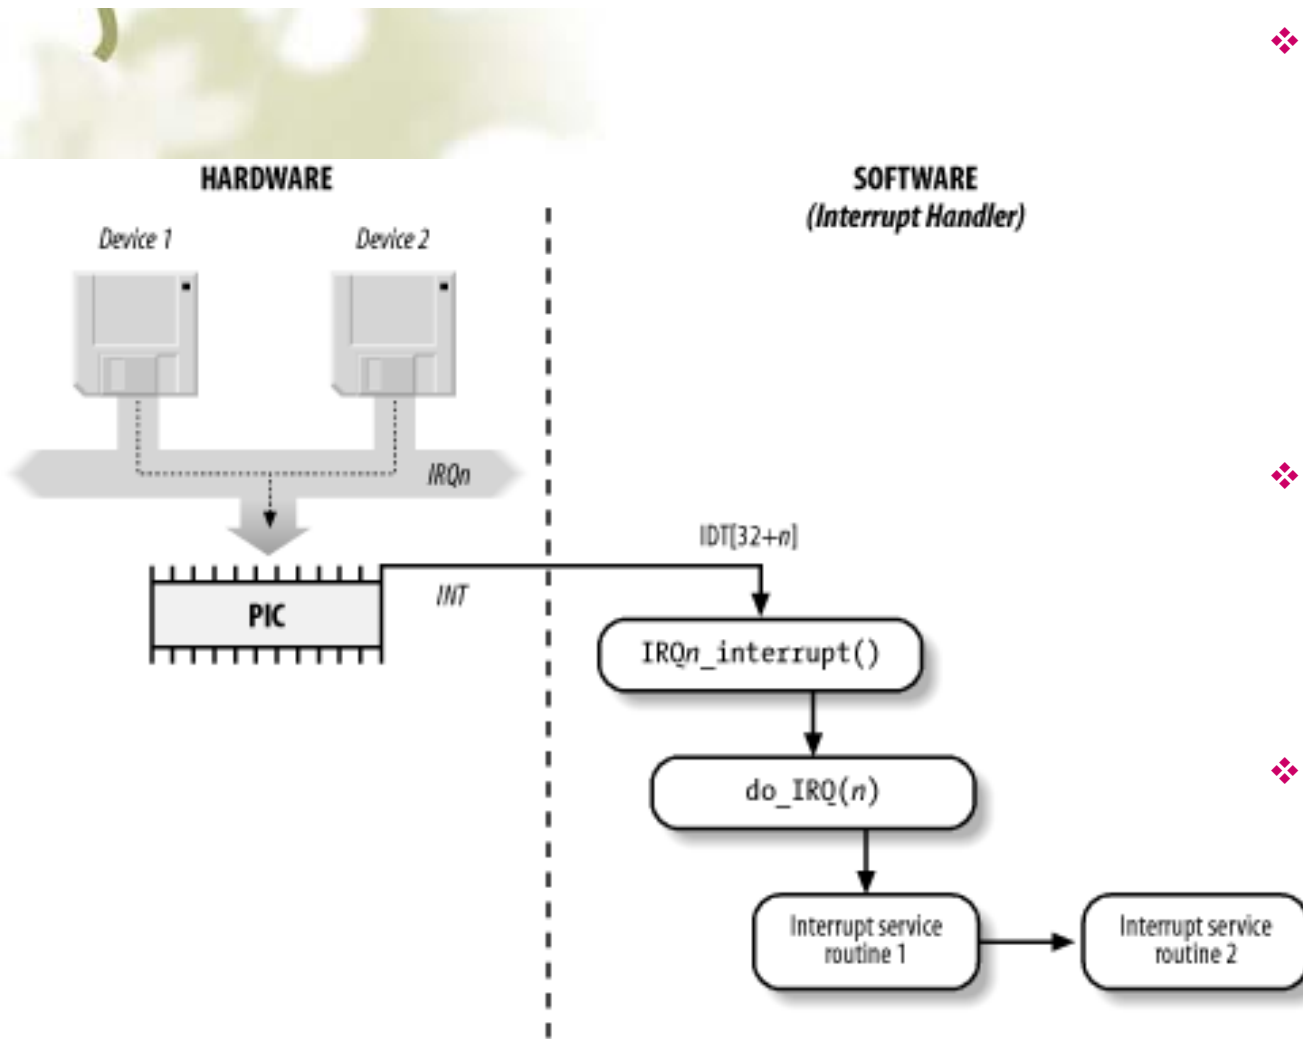 HARDWARE
SOFTWARE
(Interrupt Handler)
Device 1
Device 2
IRQn
IDT[32+n]
INT
PIC
IRQn_interrupt()
do_IRQ(n)
Interrupt service
routine 1
Interrupt service
routine 2